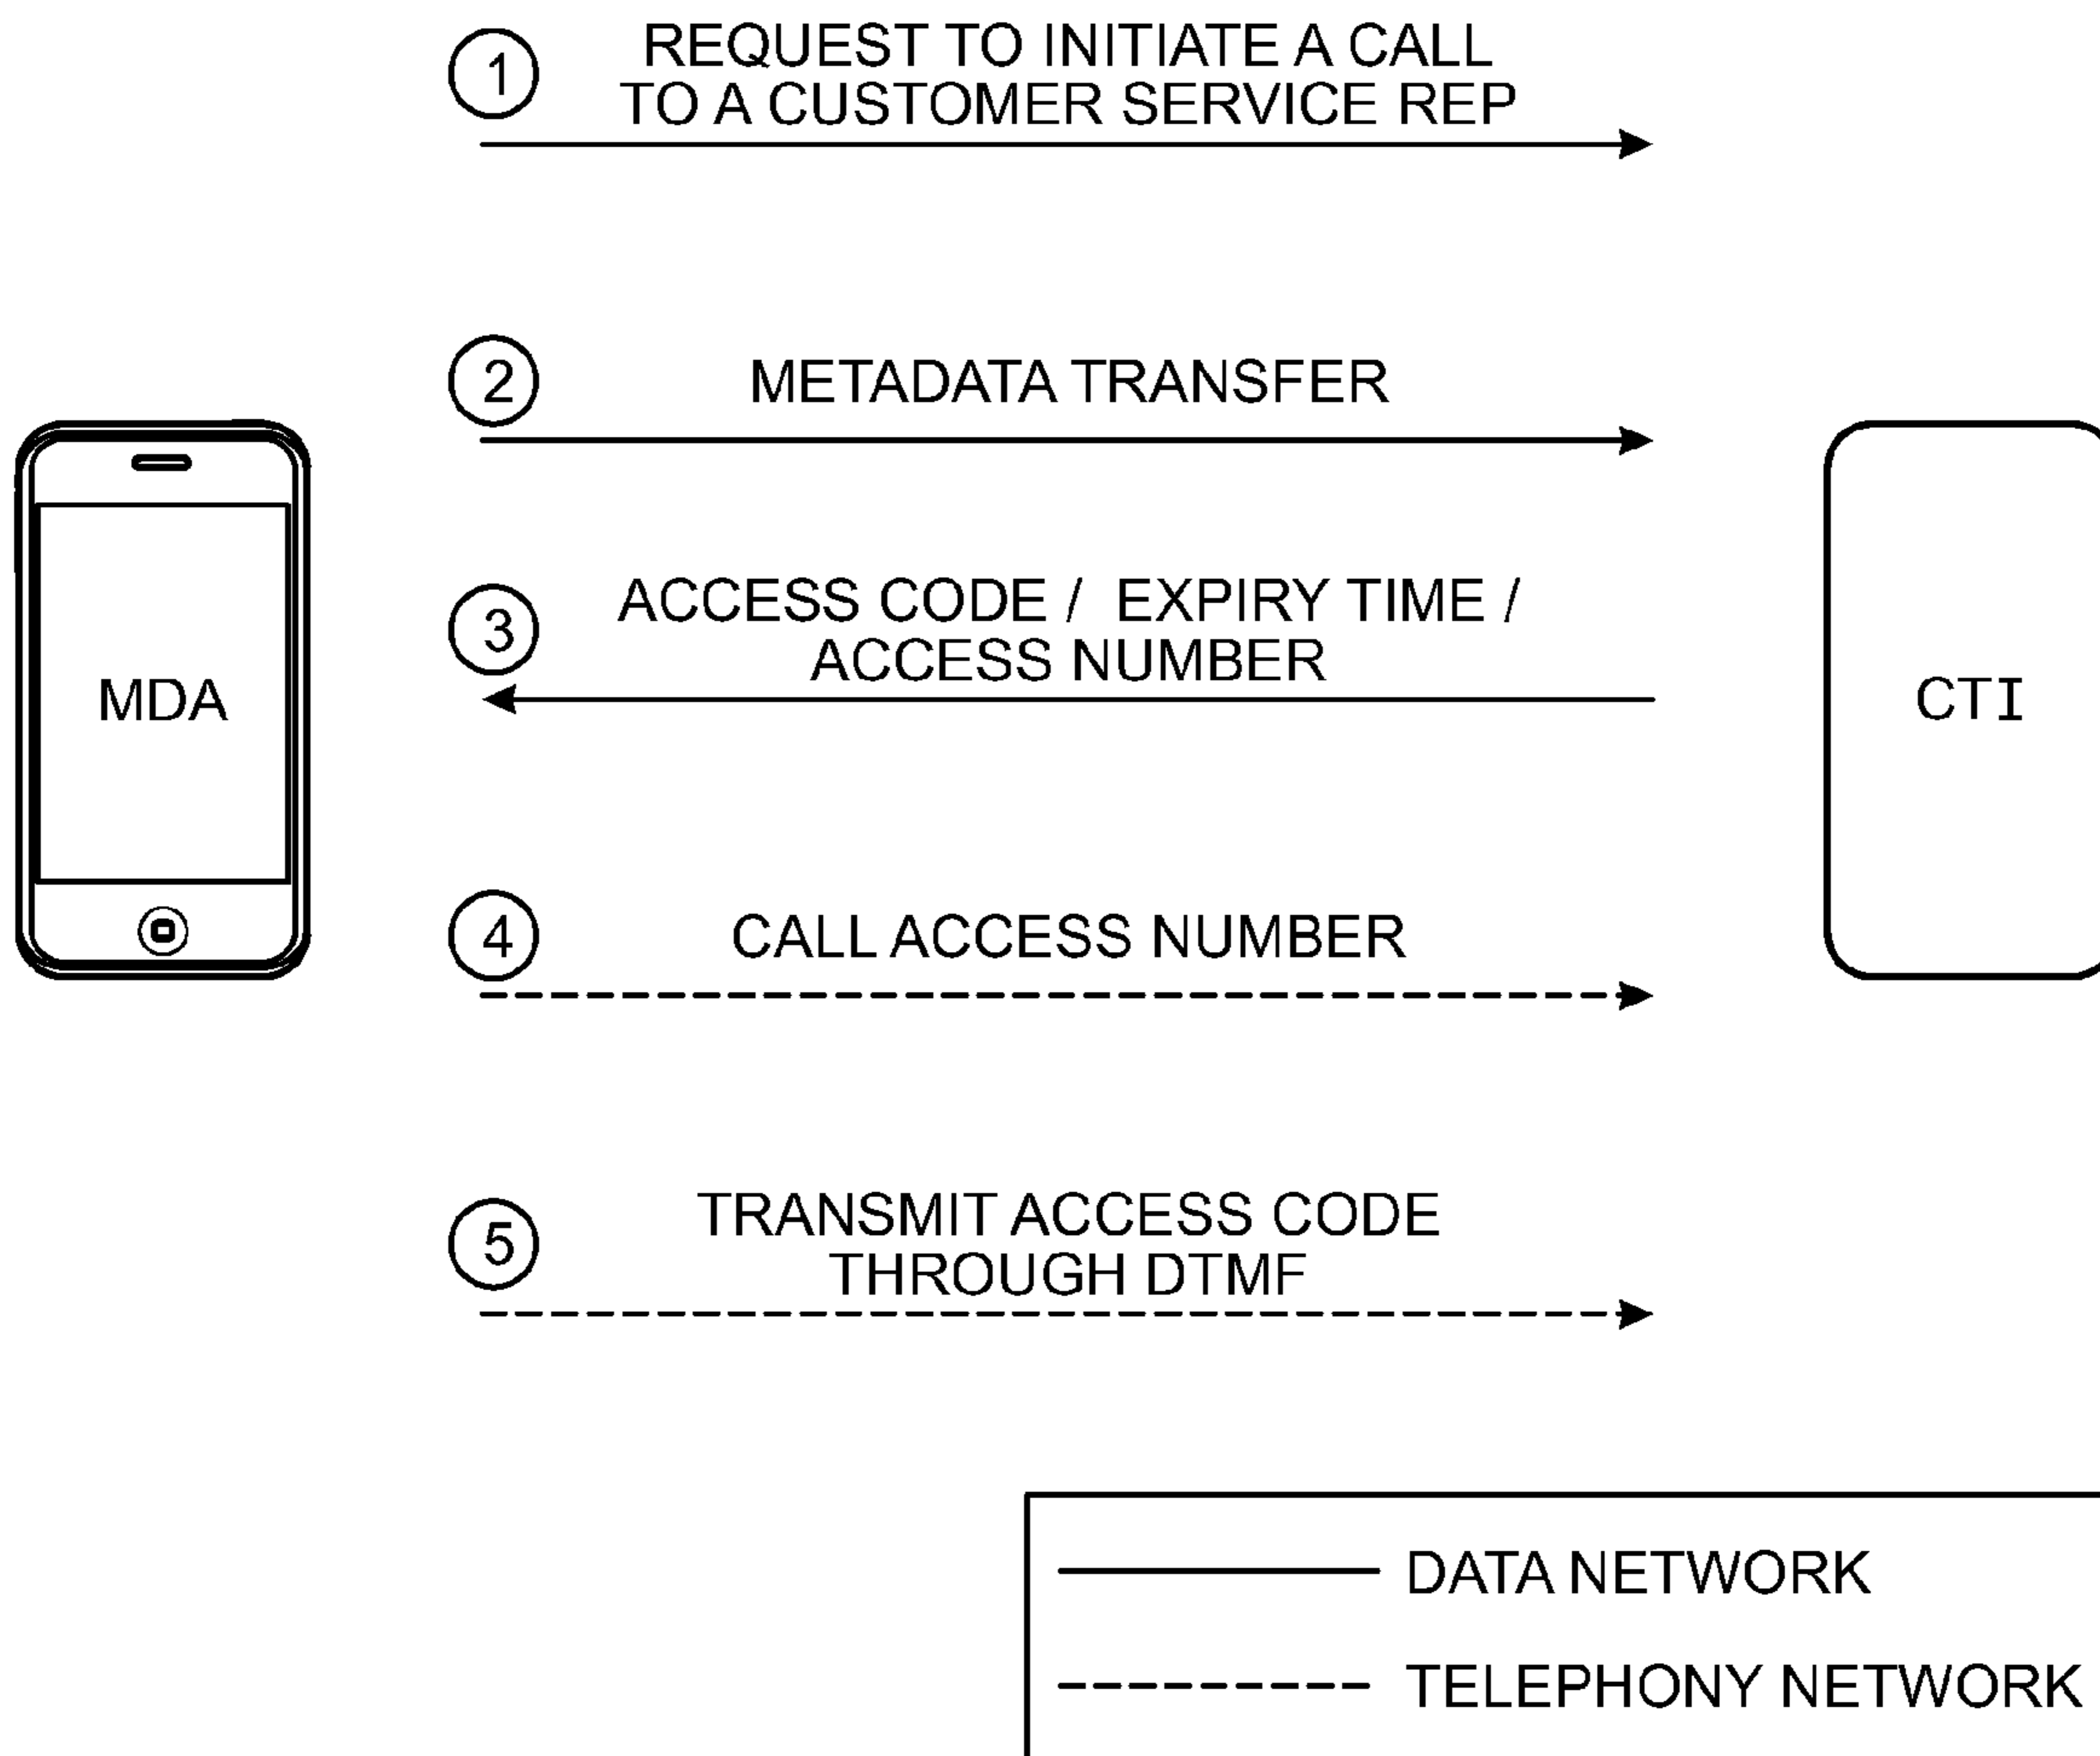 1
REQUEST TO INITIATE A CALL
TO A CUSTOMER SERVICE REP
2
METADATA TRANSFER
3
ACCESS CODE / EXPIRY TIME /
ACCESS NUMBER
MDA
CTI
4
CALL ACCESS NUMBER
5
TRANSMIT ACCESS CODE
THROUGH DTMF
DATA NETWORK
TELEPHONY NETWORK